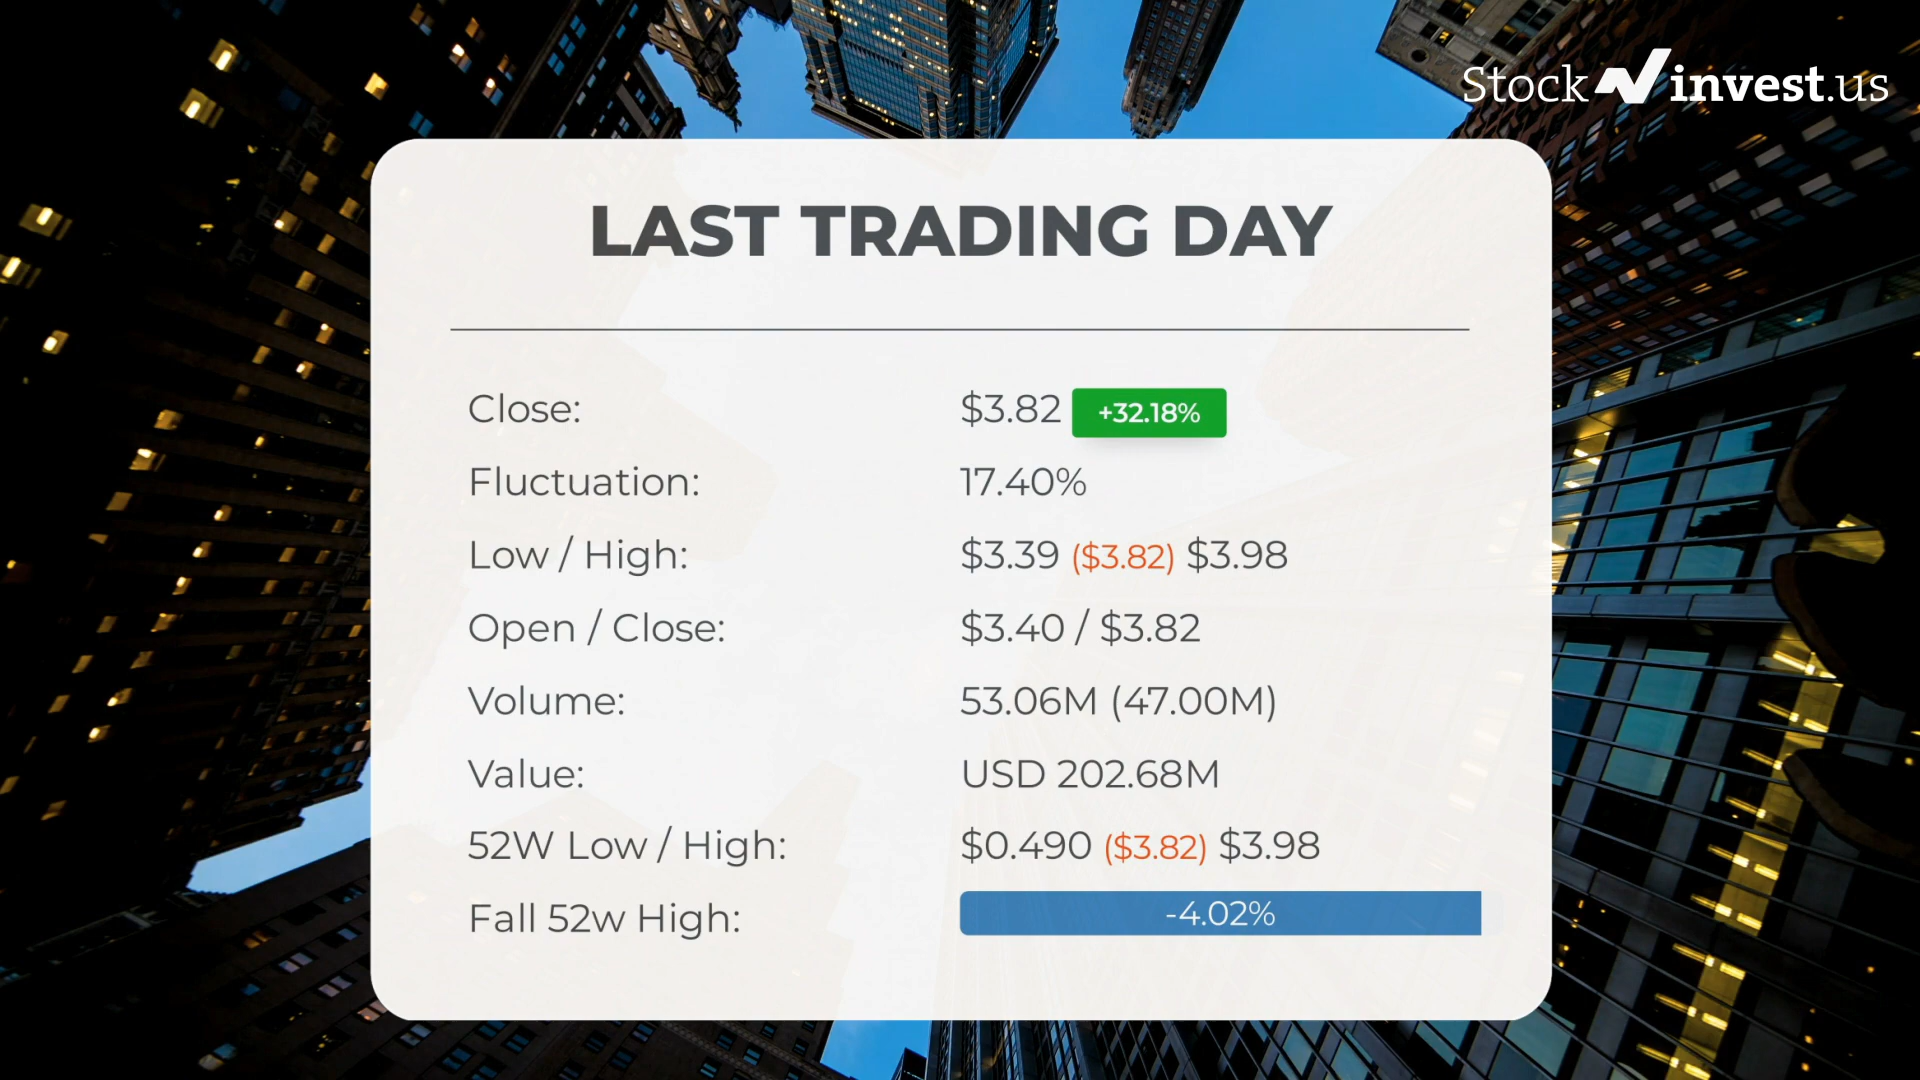 Stock invest.us
LAST TRADING DAY
Close: $3.82 +32.18%
Fluctuation: 17.40%
Low / High: $3.39 ($3.82) $3.98
Open / Close: $3.40 / $3.82
Volume: 53.06M (47.00M)
Value: USD 202.68M
52W Low / High: $0.490 ($3.82) $3.98
Fall 52w High: -4.02%